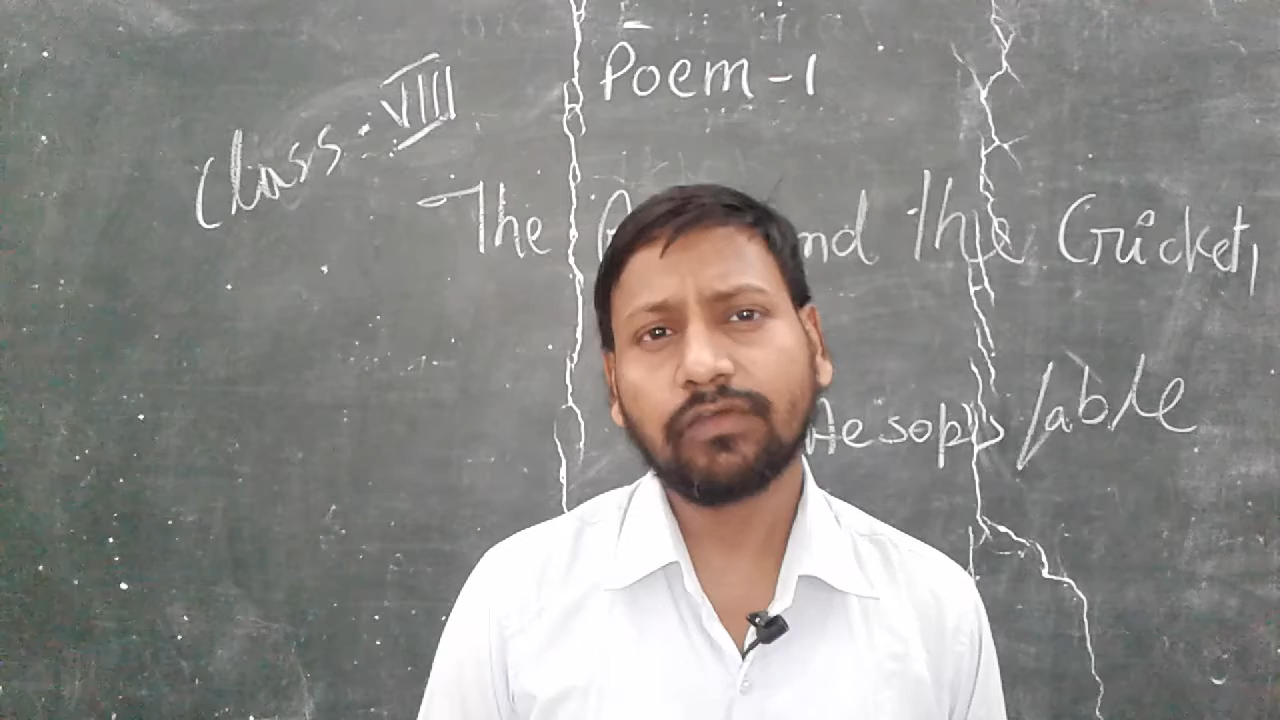 Poem-1
Class: VIII
The A nd the Cricket,
Aesop's fable